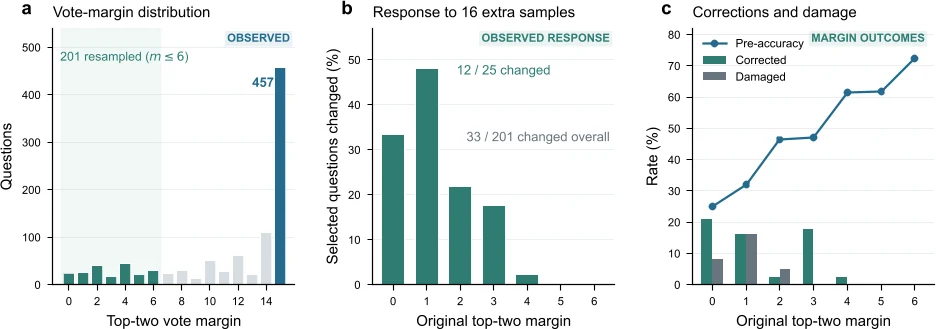 a Vote-margin distribution
OBSERVED
201 resampled (m ≤ 6)
457
Questions
500
400
300
200
100
0
0 2 4 6 8 10 12 14
Top-two vote margin
b Response to 16 extra samples
OBSERVED RESPONSE
12 / 25 changed
33 / 201 changed overall
Selected questions changed (%)
50
40
30
20
10
0
0 1 2 3 4 5 6
Original top-two margin
c Corrections and damage
MARGIN OUTCOMES
Pre-accuracy
Corrected
Damaged
Rate (%)
80
70
60
50
40
30
20
10
0
0 1 2 3 4 5 6
Original top-two margin